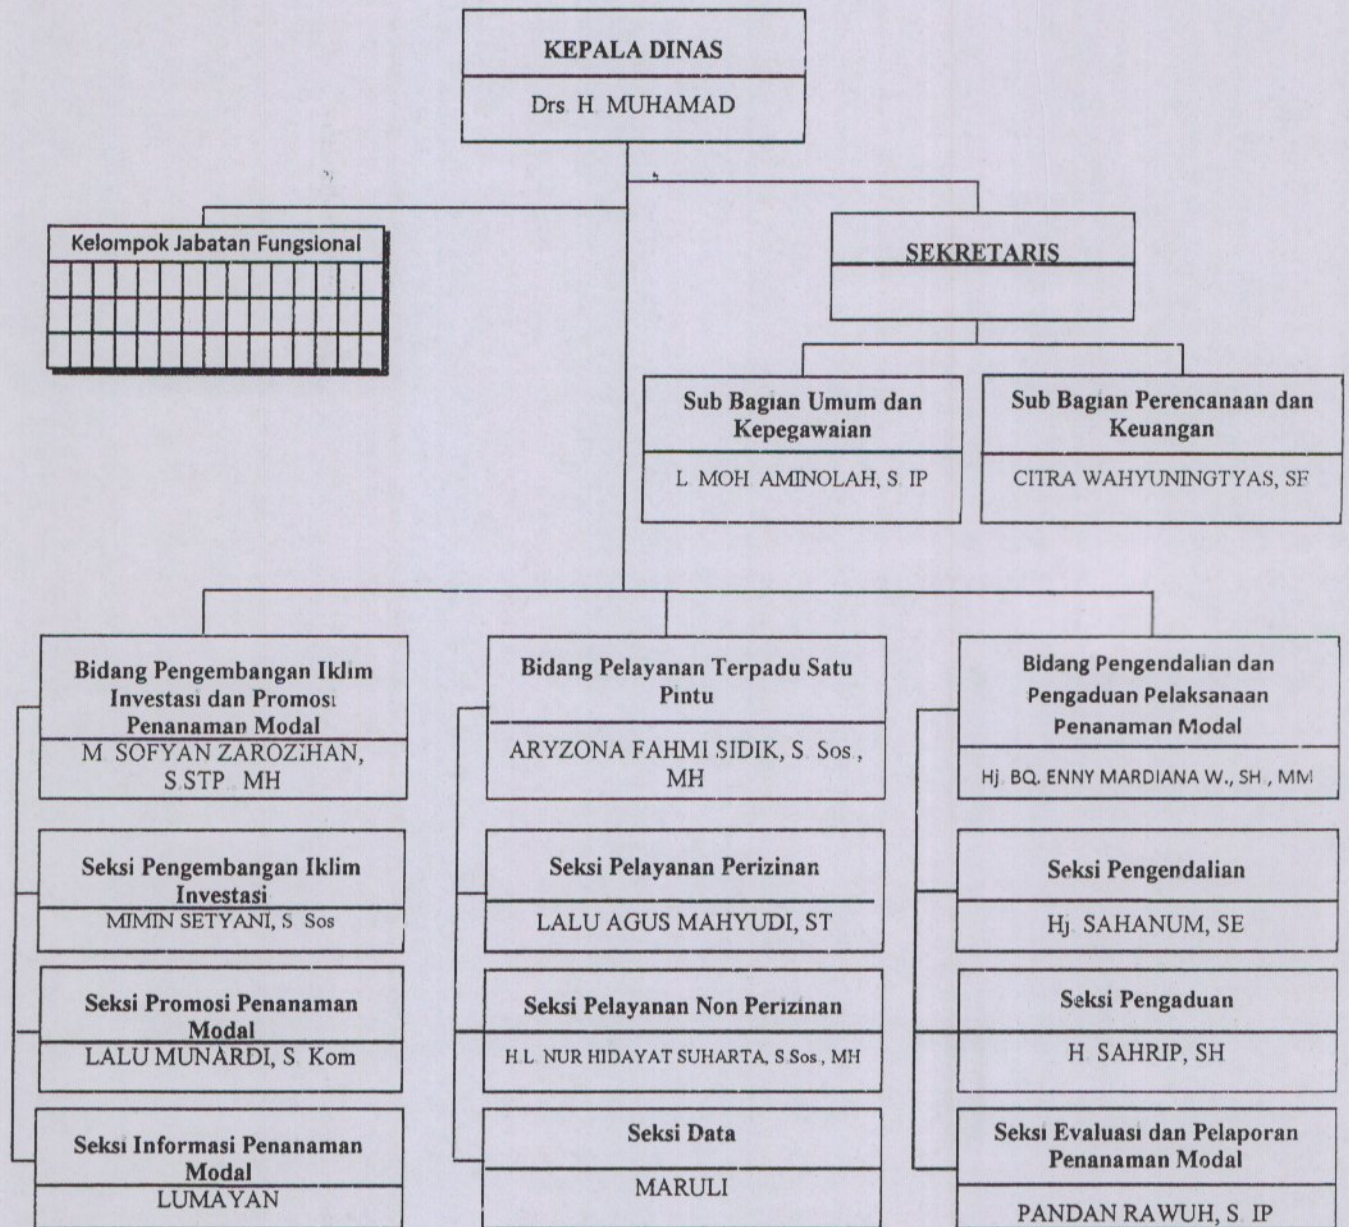 KEPALA DINAS
Drs. H. MUHAMAD
Kelompok Jabatan Fungsional
SEKRETARIS
Sub Bagian Umum dan
Kepegawaian
L. MOH. AMINOLAH, S. IP
Sub Bagian Perencanaan dan
Keuangan
CITRA WAHYUNINGTYAS, SE
Bidang Pengembangan Iklim
Investasi dan Promosi
Penanaman Modal
M. SOFYAN ZAROZIHAN,
S.STP., MH
Seksi Pengembangan Iklim
Investasi
MIMIN SETYANI, S. Sos
Seksi Promosi Penanaman
Modal
LALU MUNARDI, S. Kom
Seksi Informasi Penanaman
Modal
LUMAYAN
Bidang Pelayanan Terpadu Satu
Pintu
ARYZONA FAHMI SIDIK, S. Sos.,
MH
Seksi Pelayanan Perizinan
LALU AGUS MAHYUDI, ST
Seksi Pelayanan Non Perizinan
H.L. NUR HIDAYAT SUHARTA, S.Sos., MH
Seksi Data
MARULI
Bidang Pengendalian dan
Pengaduan Pelaksanaan
Penanaman Modal
Hj. BQ. ENNY MARDIANA W., SH., MM
Seksi Pengendalian
Hj. SAHANUM, SE
Seksi Pengaduan
H. SAHRIP, SH
Seksi Evaluasi dan Pelaporan
Penanaman Modal
PANDAN RAWUH, S. IP